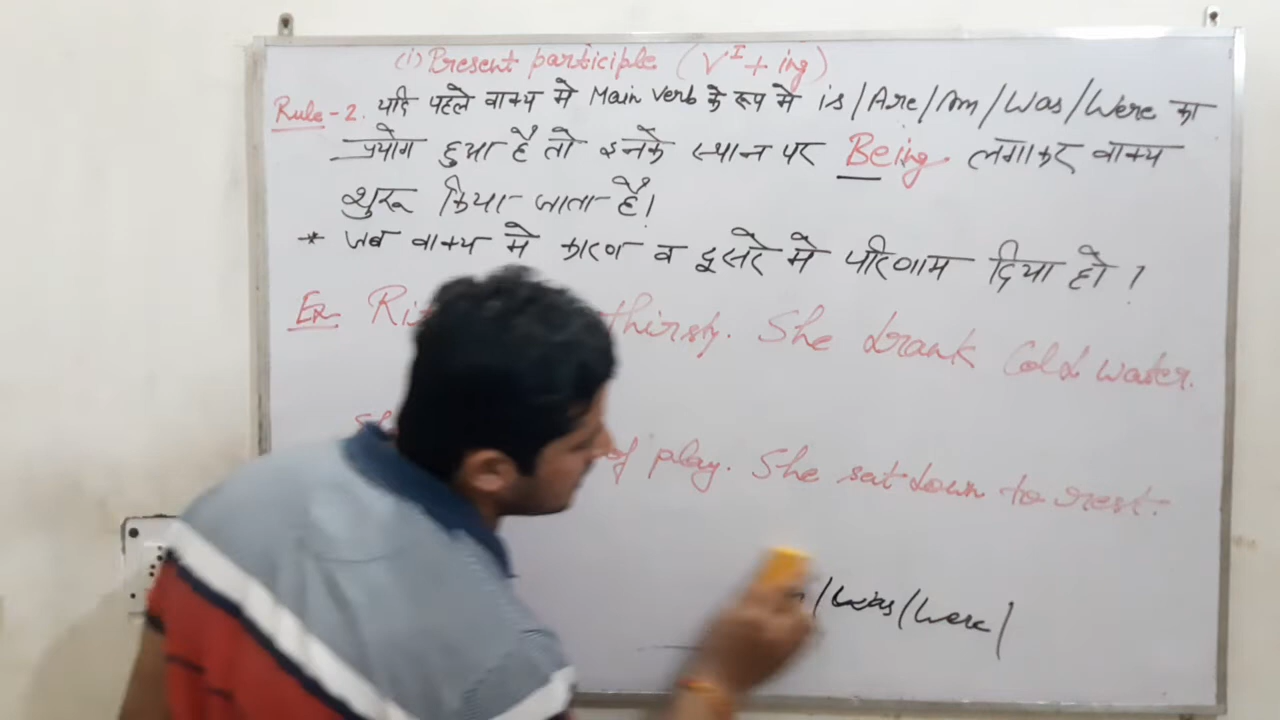 (i) Present participle (V I + ing)
Rule-2. यदि पहले वाक्य मे Main Verb के रूप मे is/Are/Am/Was/Were का
प्रयोग हुया है तो इनके स्थान पर Being लगाकर वाक्य
शुरू किया जाता है।
* जब वाक्य मे कारण व दूसरे मे परिणाम दिया हो।
Ex thirsty. She drank Cold water.
of play. She sat down to rest.
/Was/Were/